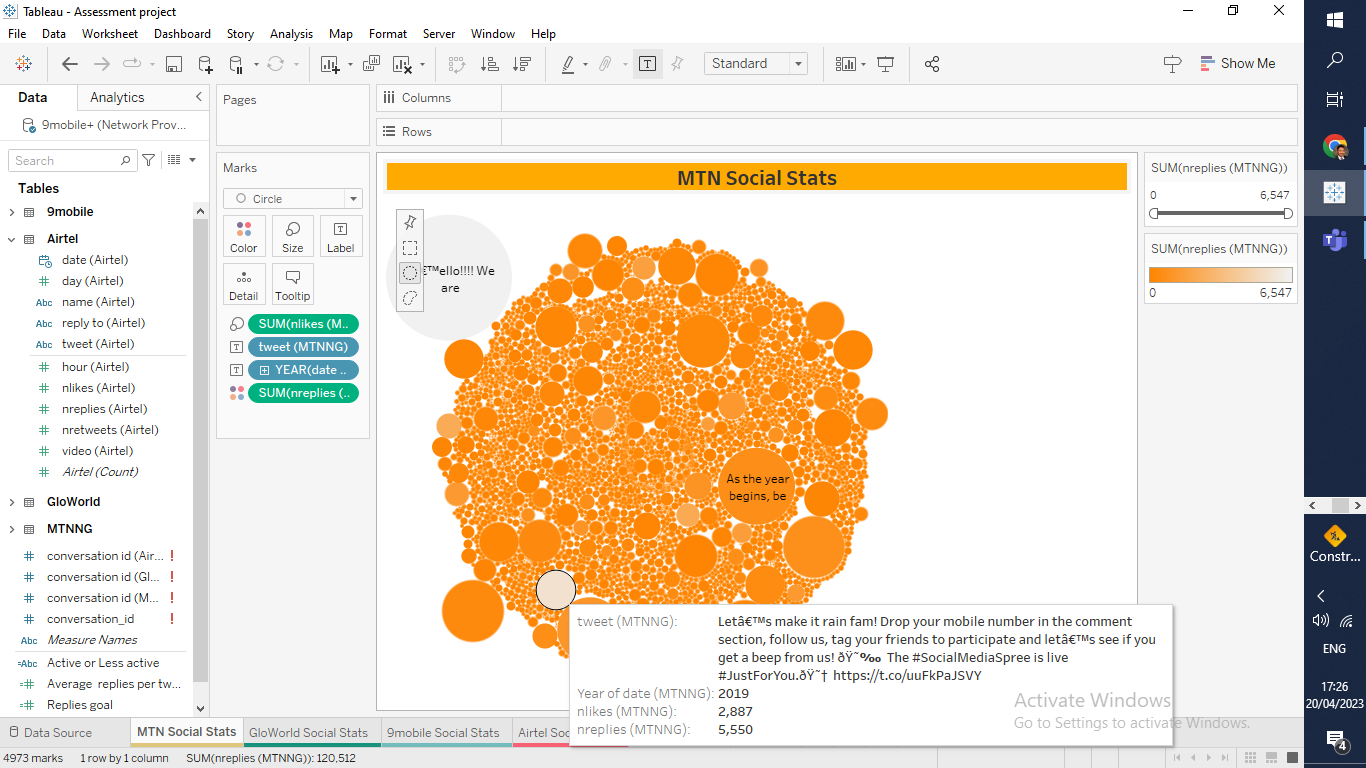 Tableau - Assessment project
File Data Worksheet Dashboard Story Analysis Map Format Server Window Help
Standard
Show Me
Data Analytics
9mobile+ (Network Prov...
Search
Tables
9mobile
Airtel
date (Airtel)
day (Airtel)
Abc name (Airtel)
Abc reply to (Airtel)
Abc tweet (Airtel)
hour (Airtel)
nlikes (Airtel)
nreplies (Airtel)
nretweets (Airtel)
video (Airtel)
Airtel (Count)
GloWorld
MTNNG
conversation id (Air... !
conversation id (Gl... !
conversation id (M... !
conversation_id !
Abc Measure Names
=Abc Active or Less active
=# Average replies per tw...
=# Replies goal
Pages
Marks
Circle
Color Size Label
Detail Tooltip
SUM(nlikes (M..
tweet (MTNNG)
YEAR(date ..
SUM(nreplies (..
Columns
Rows
MTN Social Stats
€™ello!!!! We
are
As the year
begins, be
tweet (MTNNG): Letâ€™s make it rain fam! Drop your mobile number in the comment
section, follow us, tag your friends to participate and letâ€™s see if you
get a beep from us! ðŸ˜‰ The #SocialMediaSpree is live
#JustForYou.ðŸ˜† https://t.co/uuFkPaJSVY
Year of date (MTNNG): 2019
nlikes (MTNNG): 2,887
nreplies (MTNNG): 5,550
SUM(nreplies (MTNNG))
0 6,547
SUM(nreplies (MTNNG))
0 6,547
Activate Windows
Go to Settings to activate Windows.
Data Source MTN Social Stats GloWorld Social Stats 9mobile Social Stats Airtel Soc
4973 marks 1 row by 1 column SUM(nreplies (MTNNG)): 120,512
Constr...
ENG
17:26
20/04/2023
4